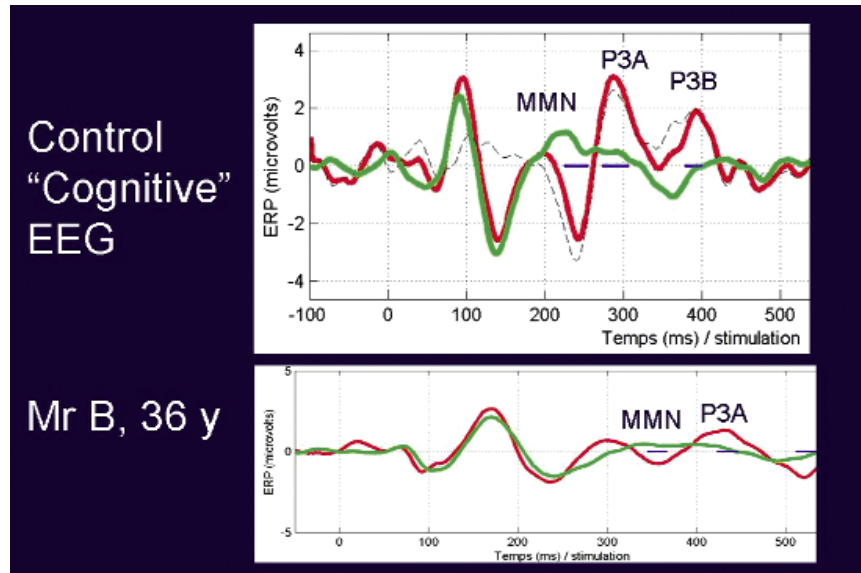 Control
“Cognitive”
EEG
ERP (microvolts)
4
2
0
-2
-4
MMN
P3A
P3B
-100
0
100
200
300
400
500
Temps (ms) / stimulation
Mr B, 36 y
ERP (microvolts)
5
0
-5
MMN
P3A
0
100
200
300
400
500
Temps (ms) / stimulation